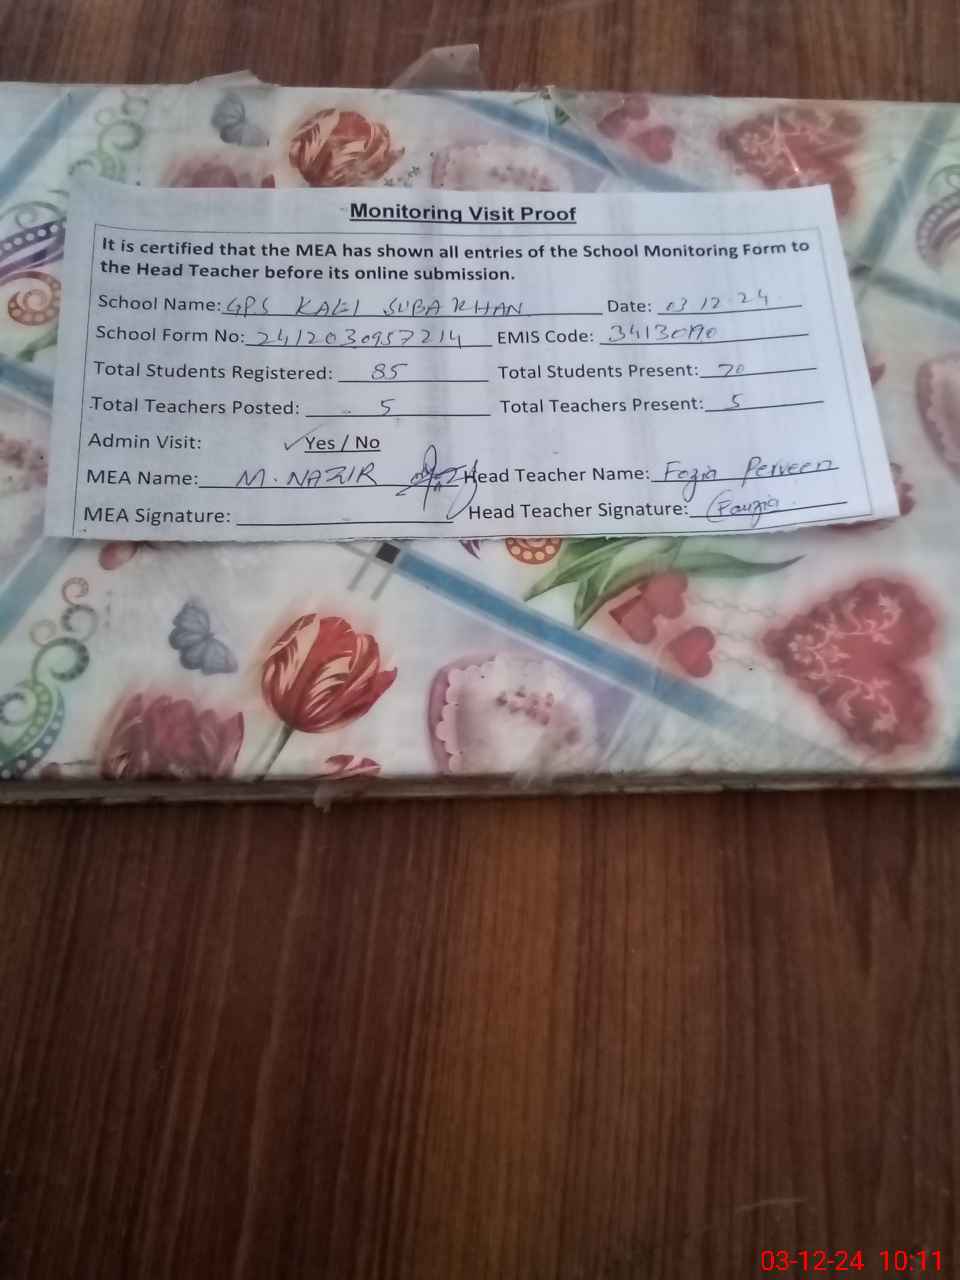 Monitoring Visit Proof
It is certified that the MEA has shown all entries of the School Monitoring Form to
the Head Teacher before its online submission.
School Name: GPS KALI SUBA KHAN Date: 03 12.24
School Form No: 2412030957214 EMIS Code: 34130190
Total Students Registered: 85 Total Students Present: 70
Total Teachers Posted: 5 Total Teachers Present: 5
Admin Visit: ✓ Yes / No
MEA Name: M. NAZIR Head Teacher Name: Fozia Perveen
MEA Signature: Head Teacher Signature: Fauzia
03-12-24 10:11